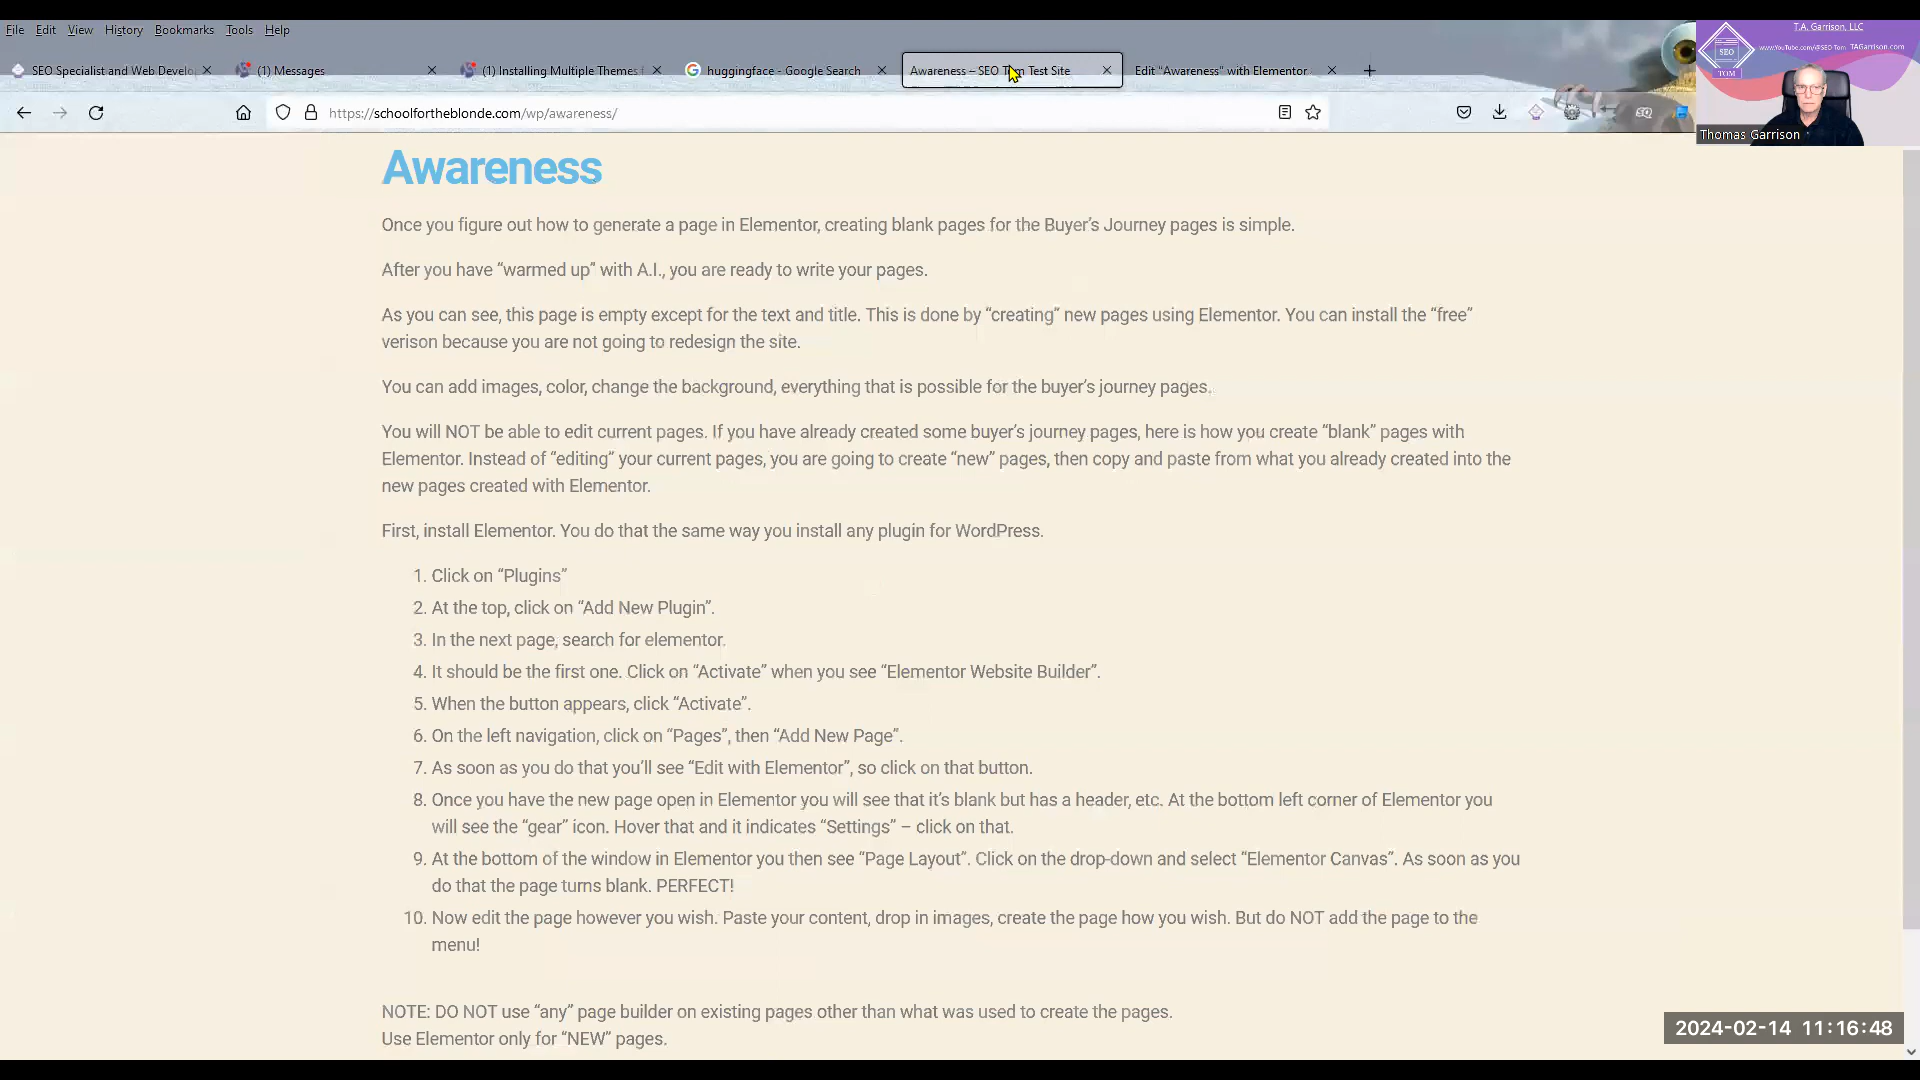 File Edit View History Bookmarks Tools Help
SEO Specialist and Web Develo
(1) Messages
(1) Installing Multiple Themes f
huggingface - Google Search
Awareness – SEO Tom Test Site
Edit "Awareness" with Elementor
https://schoolfortheblonde.com/wp/awareness/
T.A. Garrison, LLC
www.YouTube.com/@SEO Tom TAGarrison.com
SEO
TOM
Thomas Garrison
Awareness
Once you figure out how to generate a page in Elementor, creating blank pages for the Buyer’s Journey pages is simple.
After you have “warmed up” with A.I., you are ready to write your pages.
As you can see, this page is empty except for the text and title. This is done by “creating” new pages using Elementor. You can install the “free”
verison because you are not going to redesign the site.
You can add images, color, change the background, everything that is possible for the buyer’s journey pages.
You will NOT be able to edit current pages. If you have already created some buyer’s journey pages, here is how you create “blank” pages with
Elementor. Instead of “editing” your current pages, you are going to create “new” pages, then copy and paste from what you already created into the
new pages created with Elementor.
First, install Elementor. You do that the same way you install any plugin for WordPress.
1. Click on “Plugins”
2. At the top, click on “Add New Plugin”.
3. In the next page, search for elementor.
4. It should be the first one. Click on “Activate” when you see “Elementor Website Builder”.
5. When the button appears, click “Activate”.
6. On the left navigation, click on “Pages”, then “Add New Page”.
7. As soon as you do that you’ll see “Edit with Elementor”, so click on that button.
8. Once you have the new page open in Elementor you will see that it’s blank but has a header, etc. At the bottom left corner of Elementor you
will see the “gear” icon. Hover that and it indicates “Settings” – click on that.
9. At the bottom of the window in Elementor you then see “Page Layout”. Click on the drop-down and select “Elementor Canvas”. As soon as you
do that the page turns blank. PERFECT!
10. Now edit the page however you wish. Paste your content, drop in images, create the page how you wish. But do NOT add the page to the
menu!
NOTE: DO NOT use “any” page builder on existing pages other than what was used to create the pages.
Use Elementor only for “NEW” pages.
2024-02-14 11:16:48